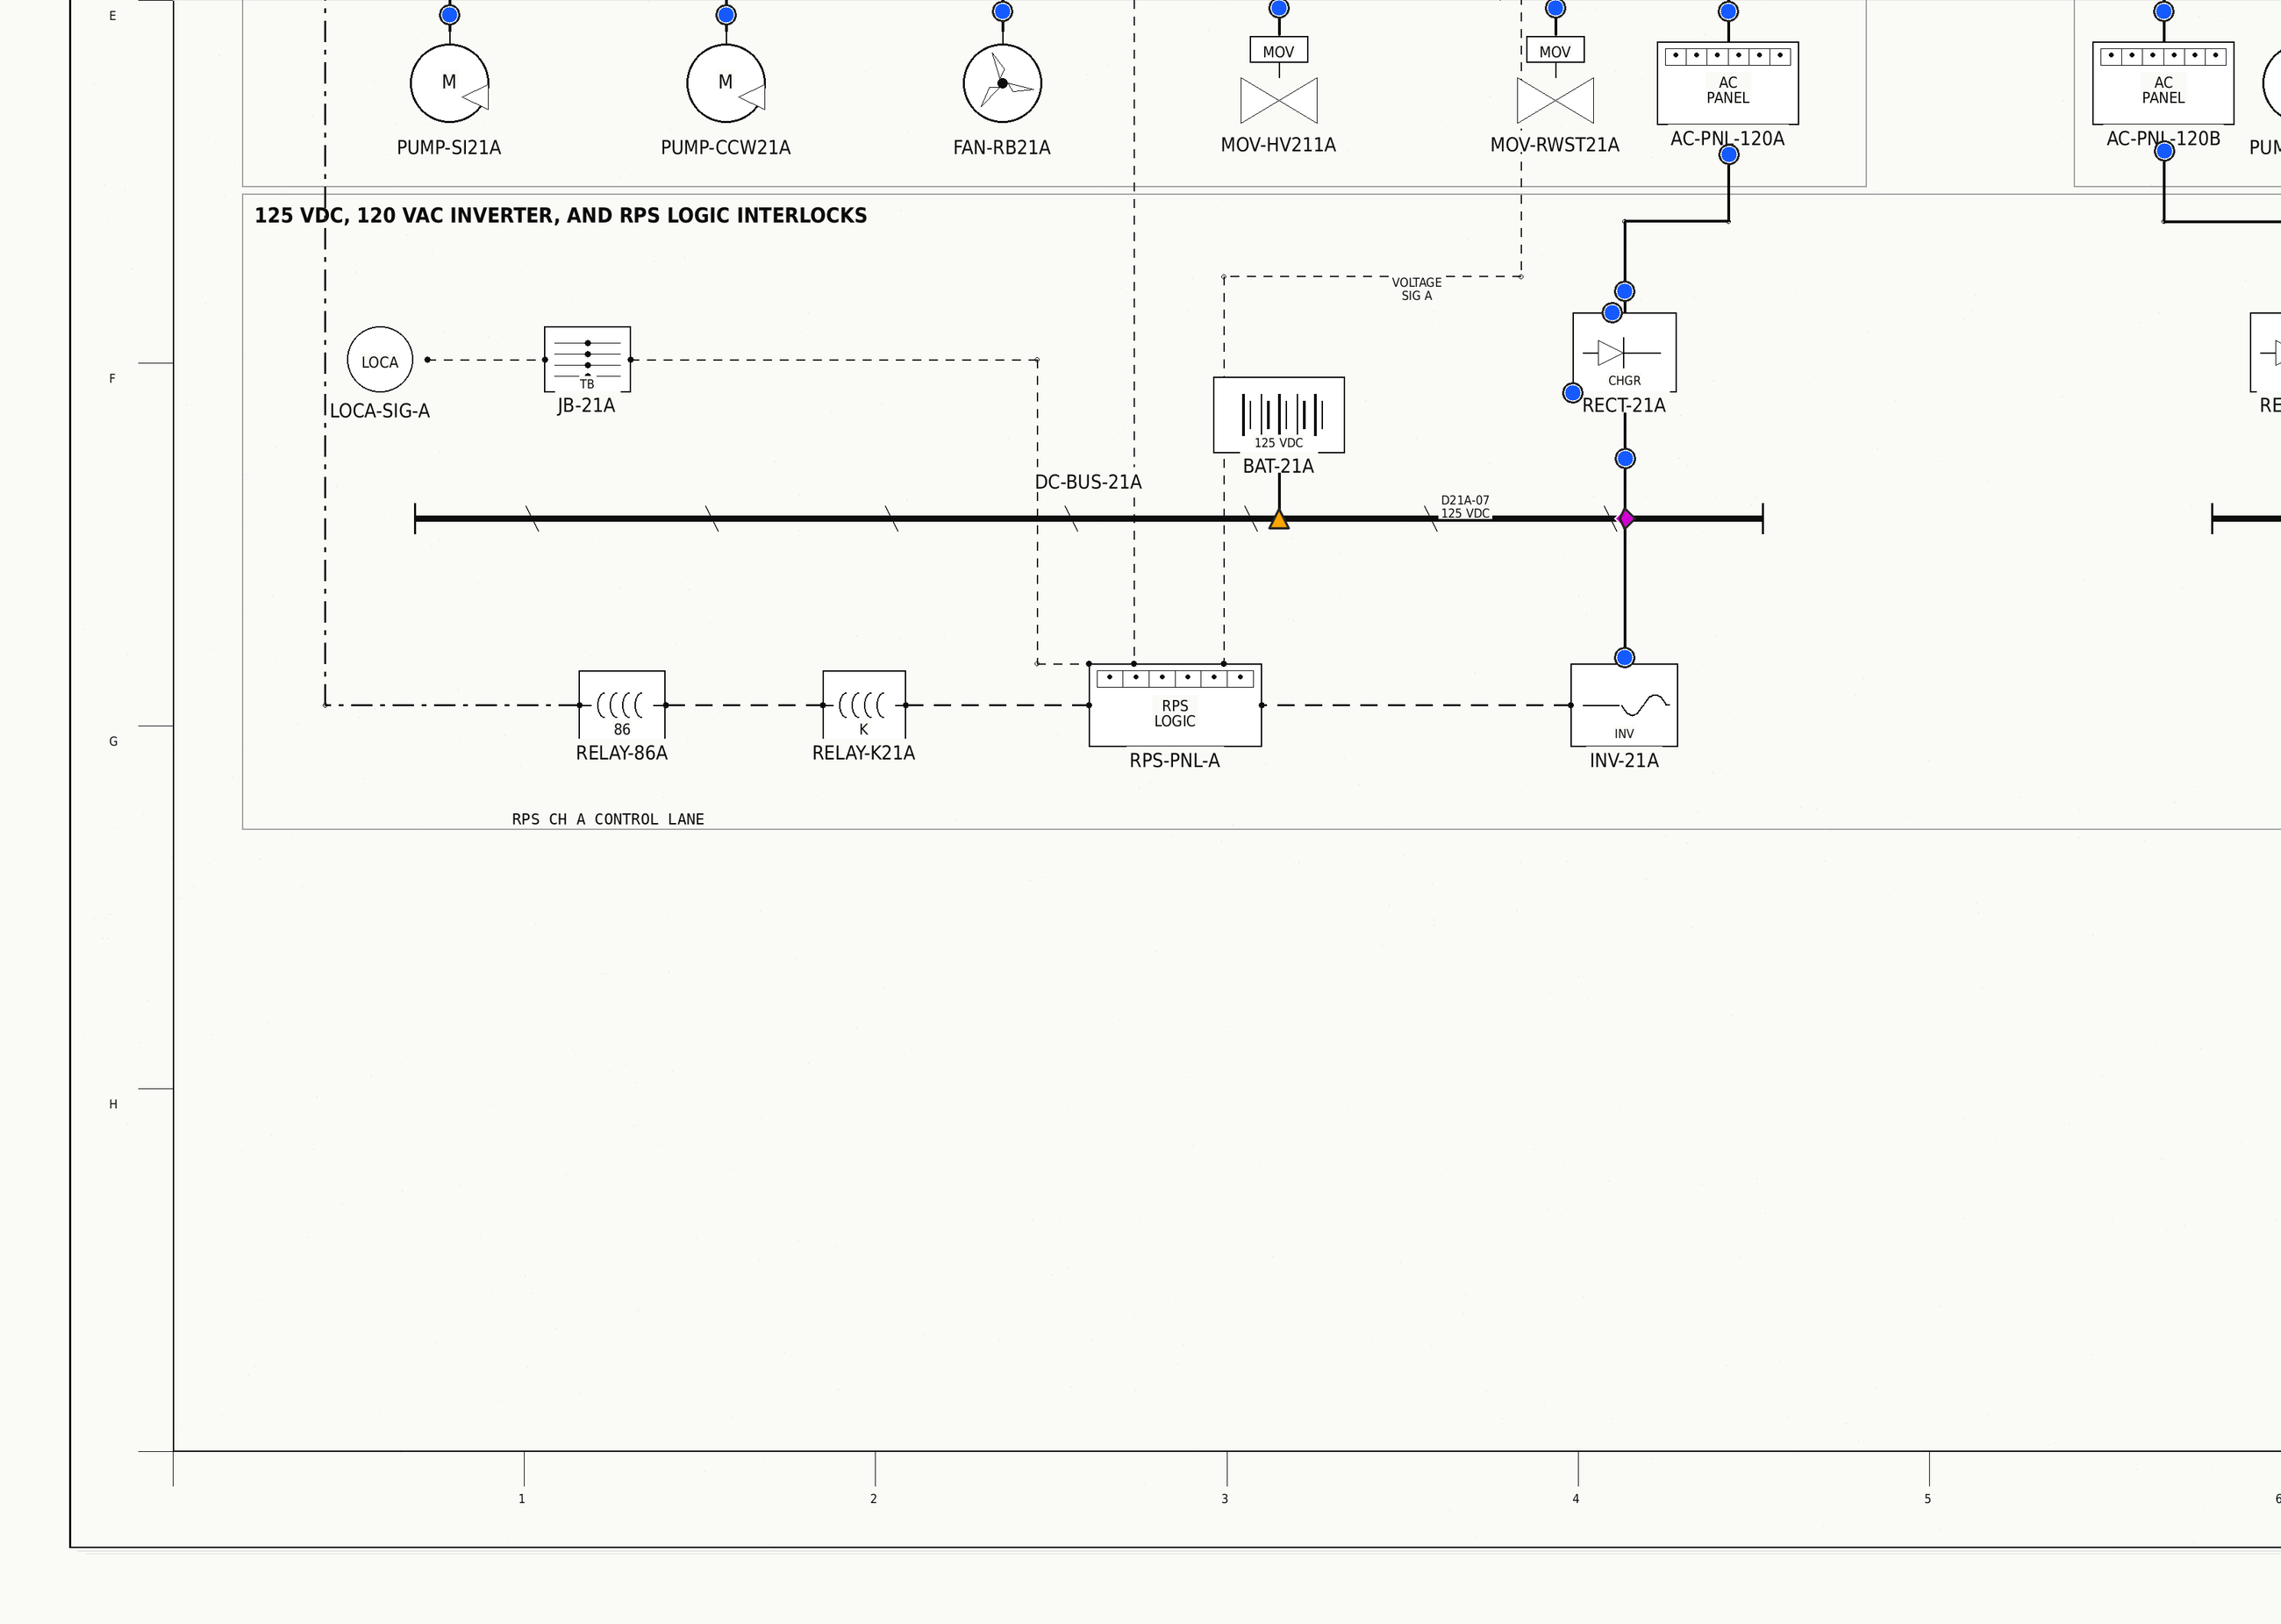 E
MOV
MOV
M
M
AC
PANEL
AC
PANEL
PUMP-SI21A
PUMP-CCW21A
FAN-RB21A
MOV-HV211A
MOV-RWST21A
AC-PNL-120A
AC-PNL-120B
PUM
125 VDC, 120 VAC INVERTER, AND RPS LOGIC INTERLOCKS
VOLTAGE
SIG A
LOCA
LOCA-SIG-A
TB
JB-21A
CHGR
RECT-21A
RE
F
125 VDC
BAT-21A
DC-BUS-21A
D21A-07
125 VDC
86
RELAY-86A
K
RELAY-K21A
RPS
LOGIC
RPS-PNL-A
INV
INV-21A
G
RPS CH A CONTROL LANE
H
1
2
3
4
5
6